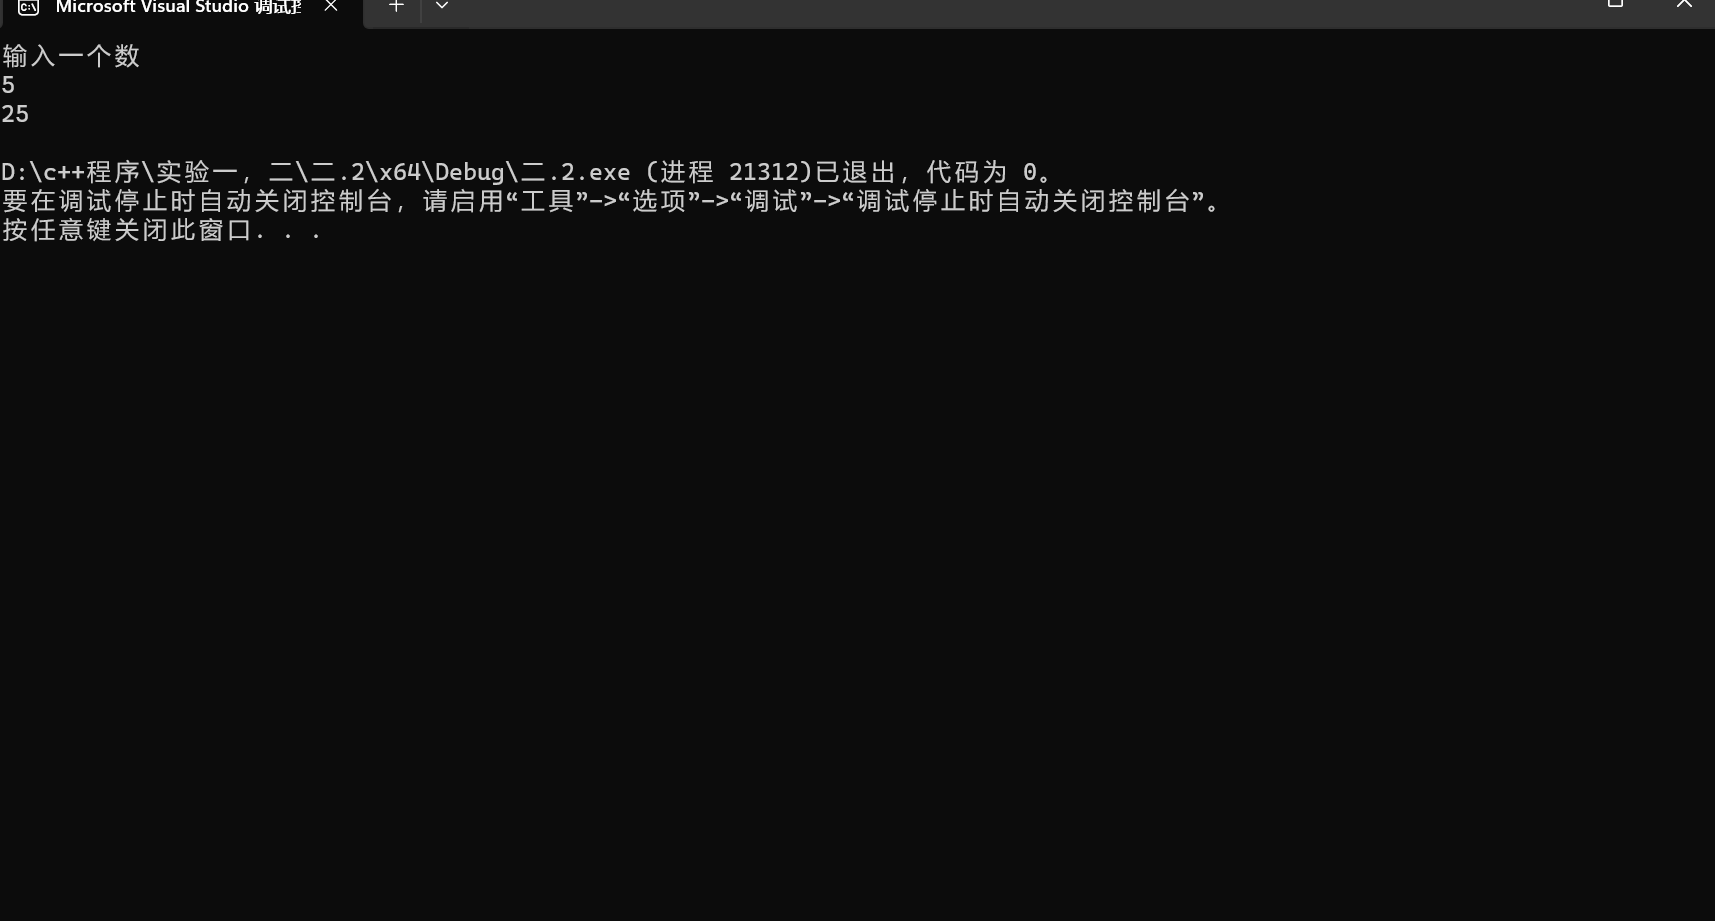 Microsoft Visual Studio 调试控
输入一个数
5
25
D:\c++程序\实验一, 二\二.2\x64\Debug\二.2.exe (进程 21312)已退出, 代码为 0。
要在调试停止时自动关闭控制台, 请启用“工具”->“选项”->“调试”->“调试停止时自动关闭控制台”。
按任意键关闭此窗口. . .